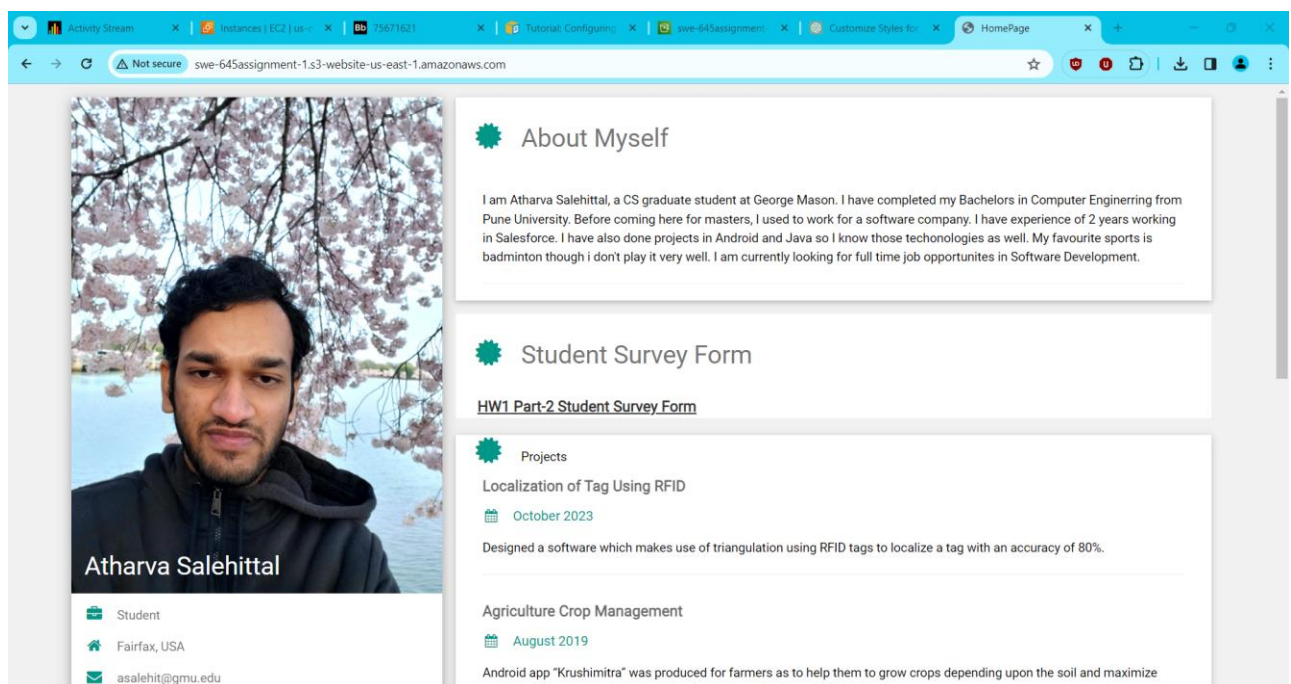 Activity Stream
Instances | EC2 | us-e
Bb 75671621
Tutorial: Configuring
swe-645assignment-
Customize Styles for
HomePage
Not secure
swe-645assignment-1.s3-website-us-east-1.amazonaws.com
Atharva Salehittal
Student
Fairfax, USA
asalehit@gmu.edu
About Myself
I am Atharva Salehittal, a CS graduate student at George Mason. I have completed my Bachelors in Computer Enginerring from
Pune University. Before coming here for masters, I used to work for a software company. I have experience of 2 years working
in Salesforce. I have also done projects in Android and Java so I know those techonologies as well. My favourite sports is
badminton though i don't play it very well. I am currently looking for full time job opportunites in Software Development.
Student Survey Form
HW1 Part-2 Student Survey Form
Projects
Localization of Tag Using RFID
October 2023
Designed a software which makes use of triangulation using RFID tags to localize a tag with an accuracy of 80%.
Agriculture Crop Management
August 2019
Android app “Krushimitra” was produced for farmers as to help them to grow crops depending upon the soil and maximize